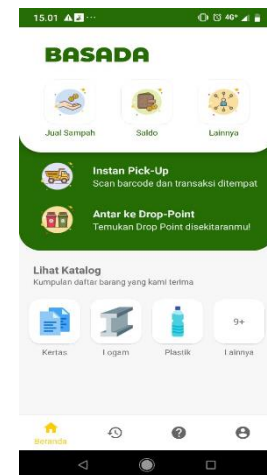 15.01
4G+
BASADA
Jual Sampah
Saldo
Lainnya
Instan Pick-Up
Scan barcode dan transaksi ditempat
Antar ke Drop-Point
Temukan Drop Point disekitaranmu!
Lihat Katalog
Kumpulan daftar barang yang kami terima
9+
Kertas
Logam
Plastik
Lainnya
Beranda